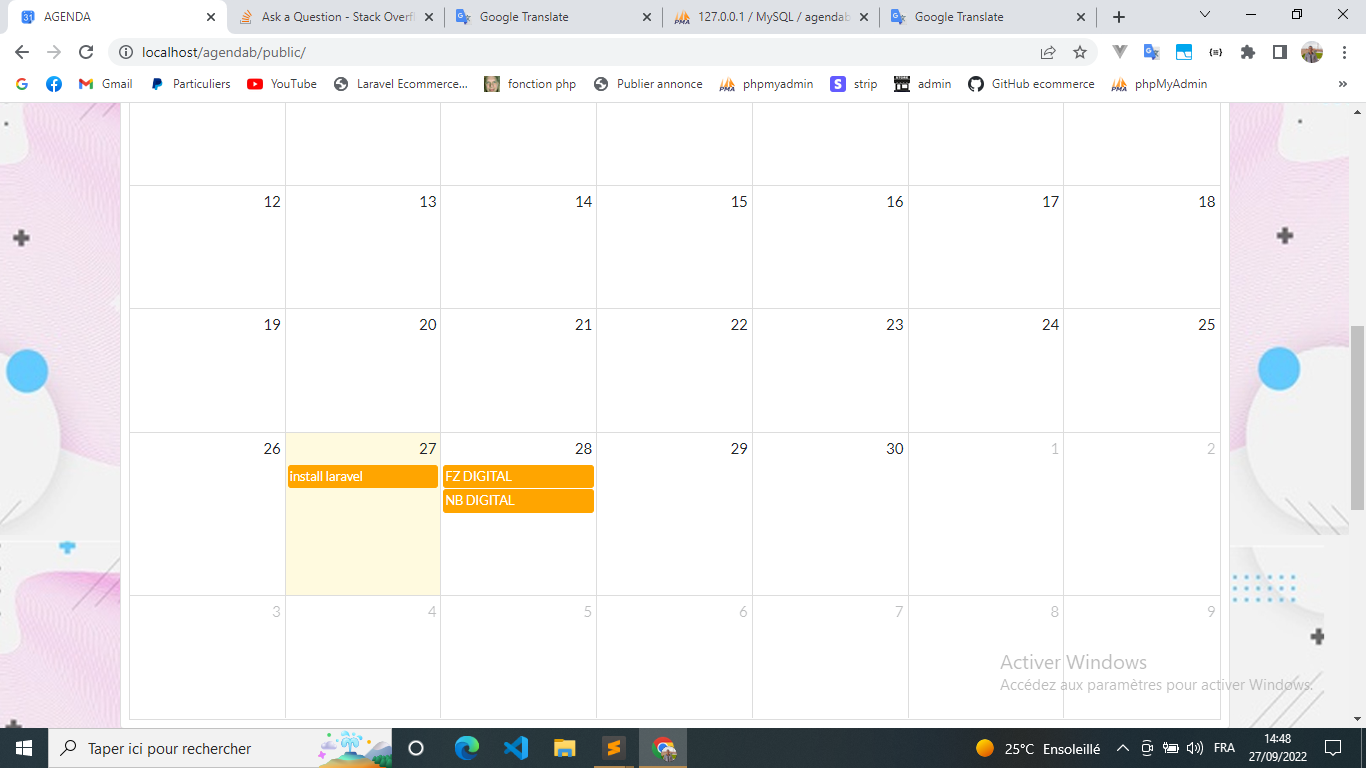 AGENDA
Ask a Question - Stack Overfl
Google Translate
127.0.0.1 / MySQL / agendab
Google Translate
localhost/agendab/public/
Gmail
Particuliers
YouTube
Laravel Ecommerce...
fonction php
Publier annonce
phpmyadmin
strip
admin
GitHub ecommerce
phpMyAdmin
»
12 13 14 15 16 17 18
19 20 21 22 23 24 25
26 27 28 29 30 1 2
install laravel
FZ DIGITAL
NB DIGITAL
3 4 5 6 7 8 9
Activer Windows
Accédez aux paramètres pour activer Windows.
Taper ici pour rechercher
25°C Ensoleillé
FRA
14:48
27/09/2022